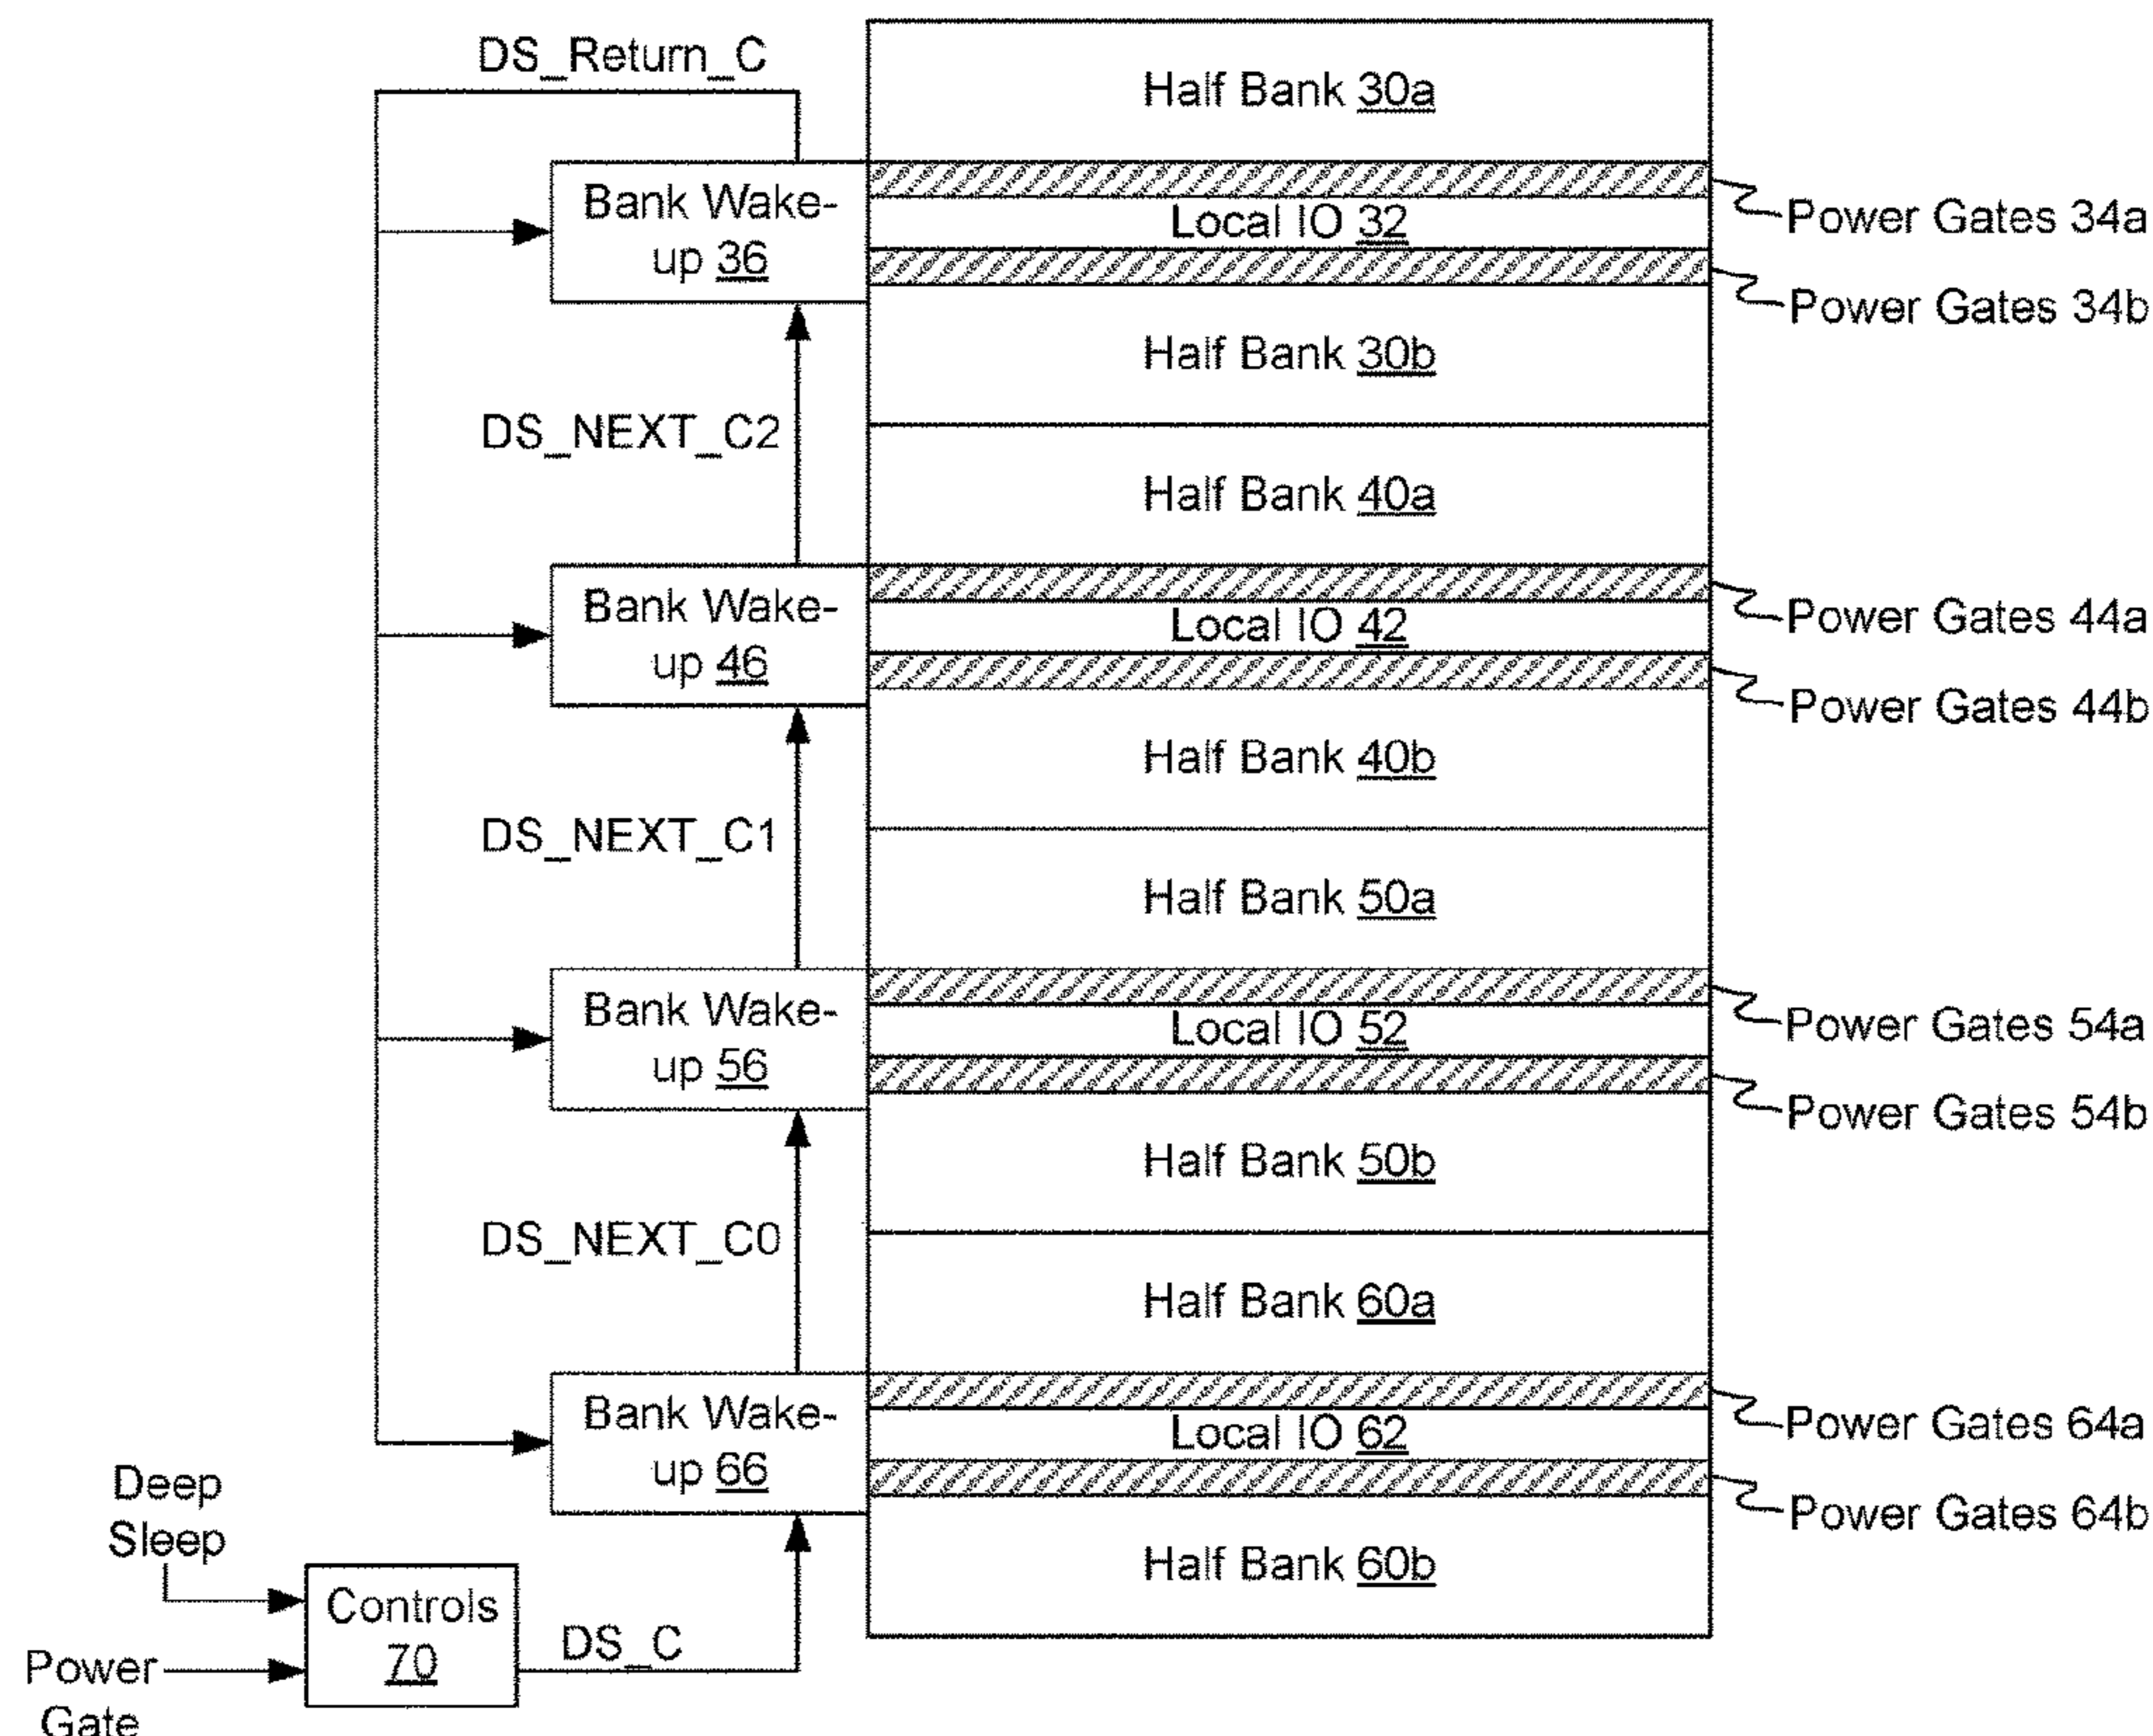 DS_Return_C
Half Bank 30a
Bank Wake-
up 36
Power Gates 34a
Local IO 32
Power Gates 34b
Half Bank 30b
DS_NEXT_C2
Half Bank 40a
Bank Wake-
up 46
Power Gates 44a
Local IO 42
Power Gates 44b
Half Bank 40b
DS_NEXT_C1
Half Bank 50a
Bank Wake-
up 56
Power Gates 54a
Local IO 52
Power Gates 54b
Half Bank 50b
DS_NEXT_C0
Half Bank 60a
Bank Wake-
up 66
Power Gates 64a
Local IO 62
Power Gates 64b
Half Bank 60b
Deep
Sleep
Controls
70
DS_C
Power
Gate